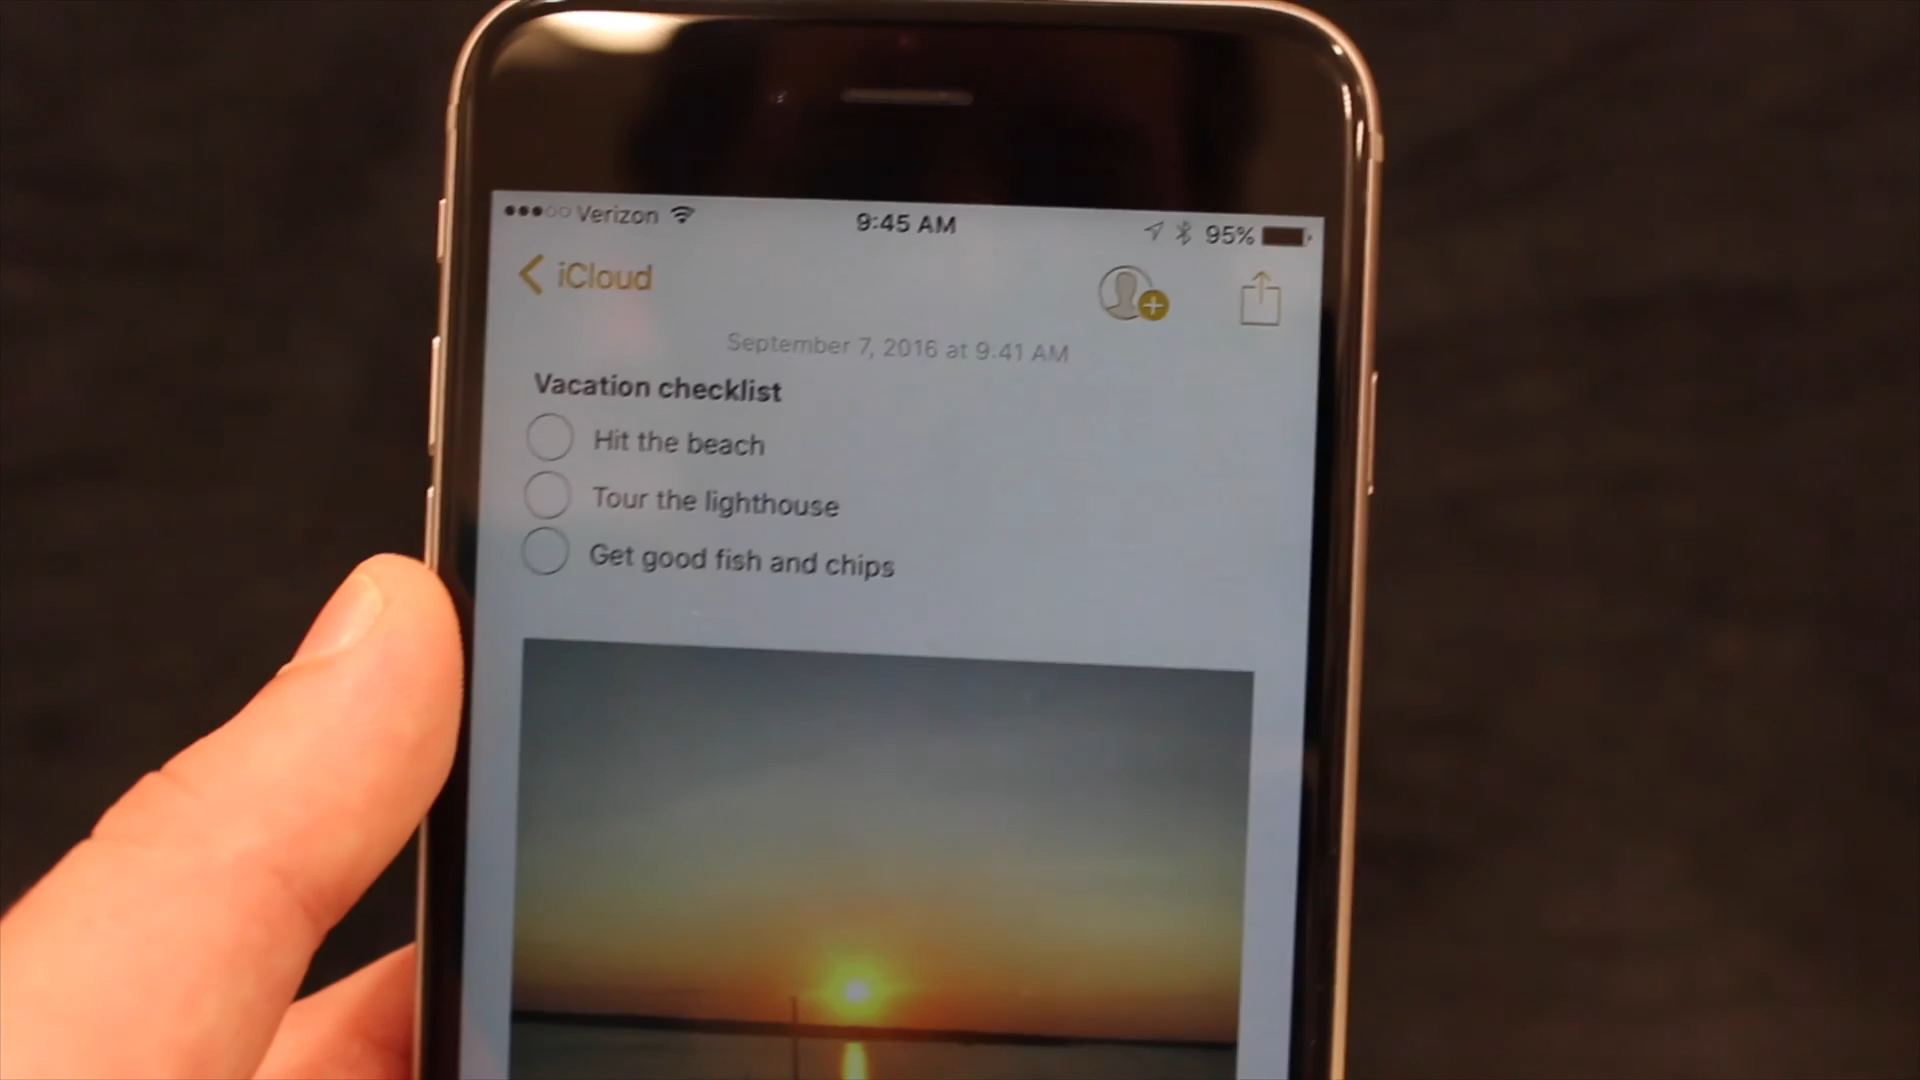 Verizon 9:45 AM 95%
iCloud
September 7, 2016 at 9:41 AM
Vacation checklist
Hit the beach
Tour the lighthouse
Get good fish and chips